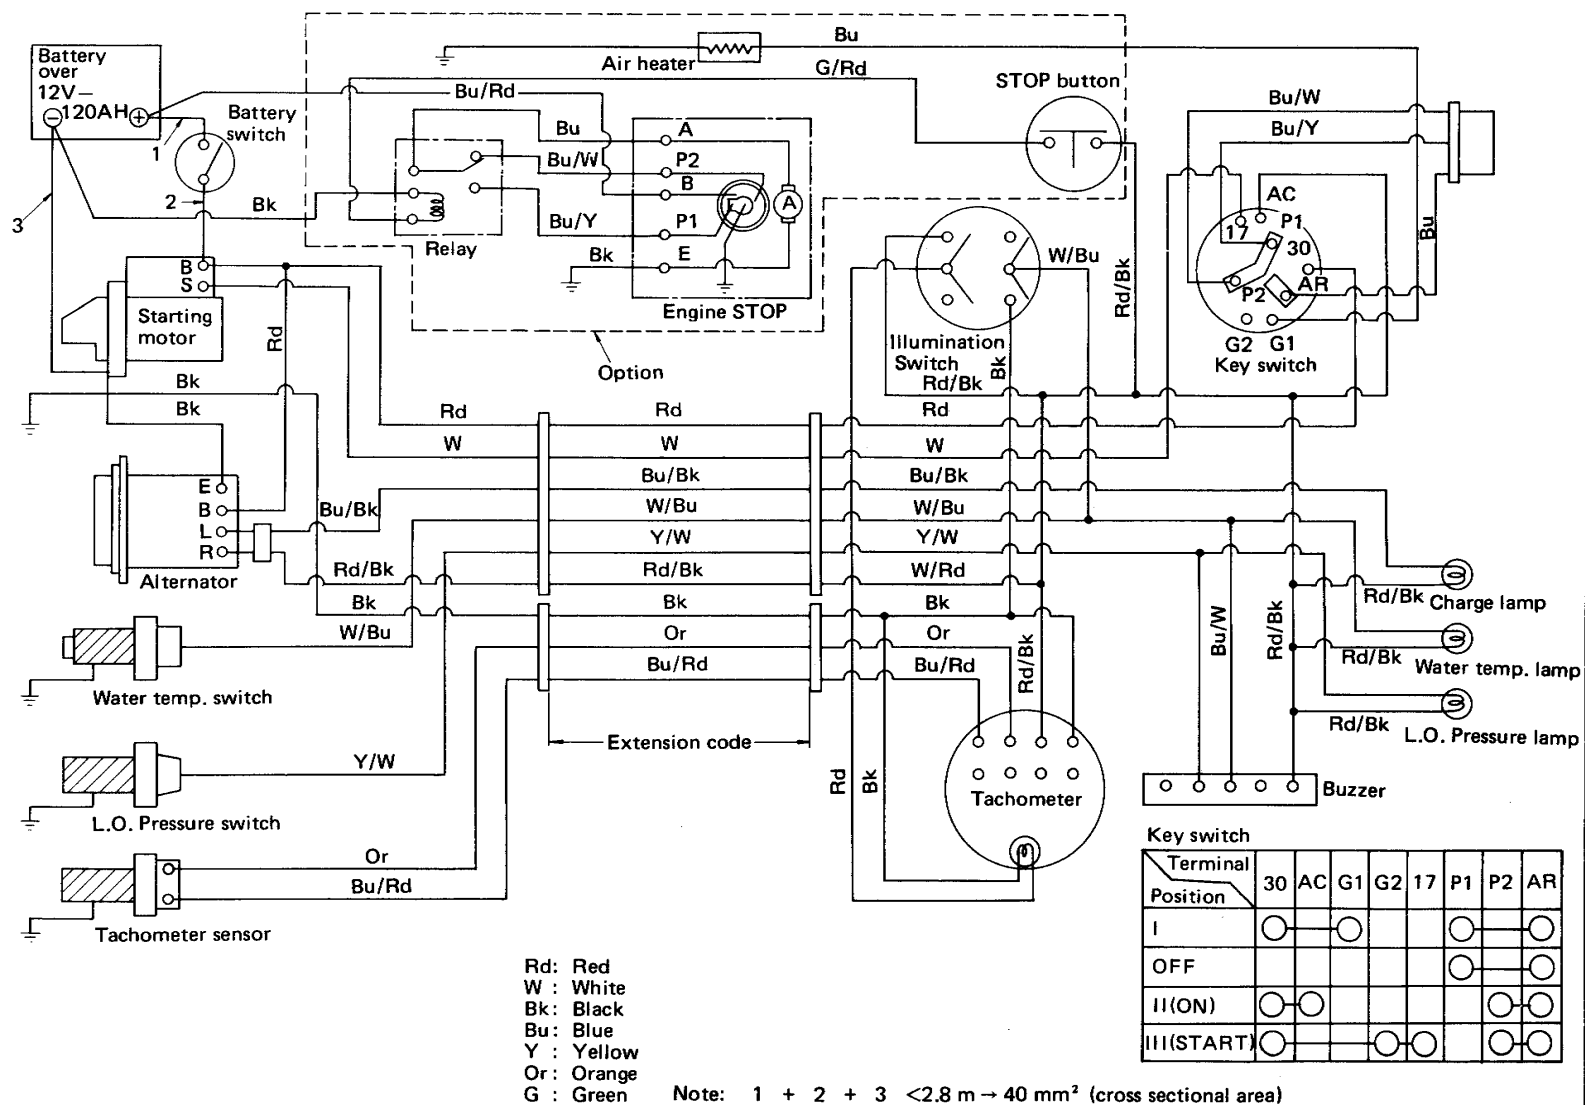 Bu
Battery
over
12V—
120AH
⊖
⊕
Air heater
G/Rd
STOP button
Bu/Rd
Battery
switch
1
2
3
Bk
Bu
Bu/W
Bu/Y
Bk
Relay
A
P2
B
P1
E
A
Engine STOP
Bu/W
Bu/Y
Bu
AC
17
P1
30
AR
P2
G2 G1
Key switch
W/Bu
Rd/Bk
B
S
Starting
motor
Rd
Option
Illumination
Switch
Bk
Rd/Bk
Bk
Bk
Rd
Rd
Rd
W
W
W
Bu/Bk
Bu/Bk
W/Bu
W/Bu
Y/W
Y/W
E
B
L
R
Bu/Bk
Alternator
Rd/Bk
Rd/Bk
W/Rd
Bk
Bk
Bk
W/Bu
Or
Or
Bu/Rd
Bu/Rd
Rd/Bk
Bu/W
Rd/Bk
Rd/Bk
Charge lamp
Rd/Bk
Water temp. lamp
Rd/Bk
L.O. Pressure lamp
Water temp. switch
Extension code
Y/W
L.O. Pressure switch
Rd
Bk
Tachometer
Buzzer
Or
Bu/Rd
Tachometer sensor
Key switch
Terminal
Position
30 AC G1 G2 17 P1 P2 AR
I
OFF
II(ON)
III(START)
Rd: Red
W : White
Bk: Black
Bu: Blue
Y : Yellow
Or: Orange
G : Green
Note: 1 + 2 + 3 <2.8 m → 40 mm² (cross sectional area)